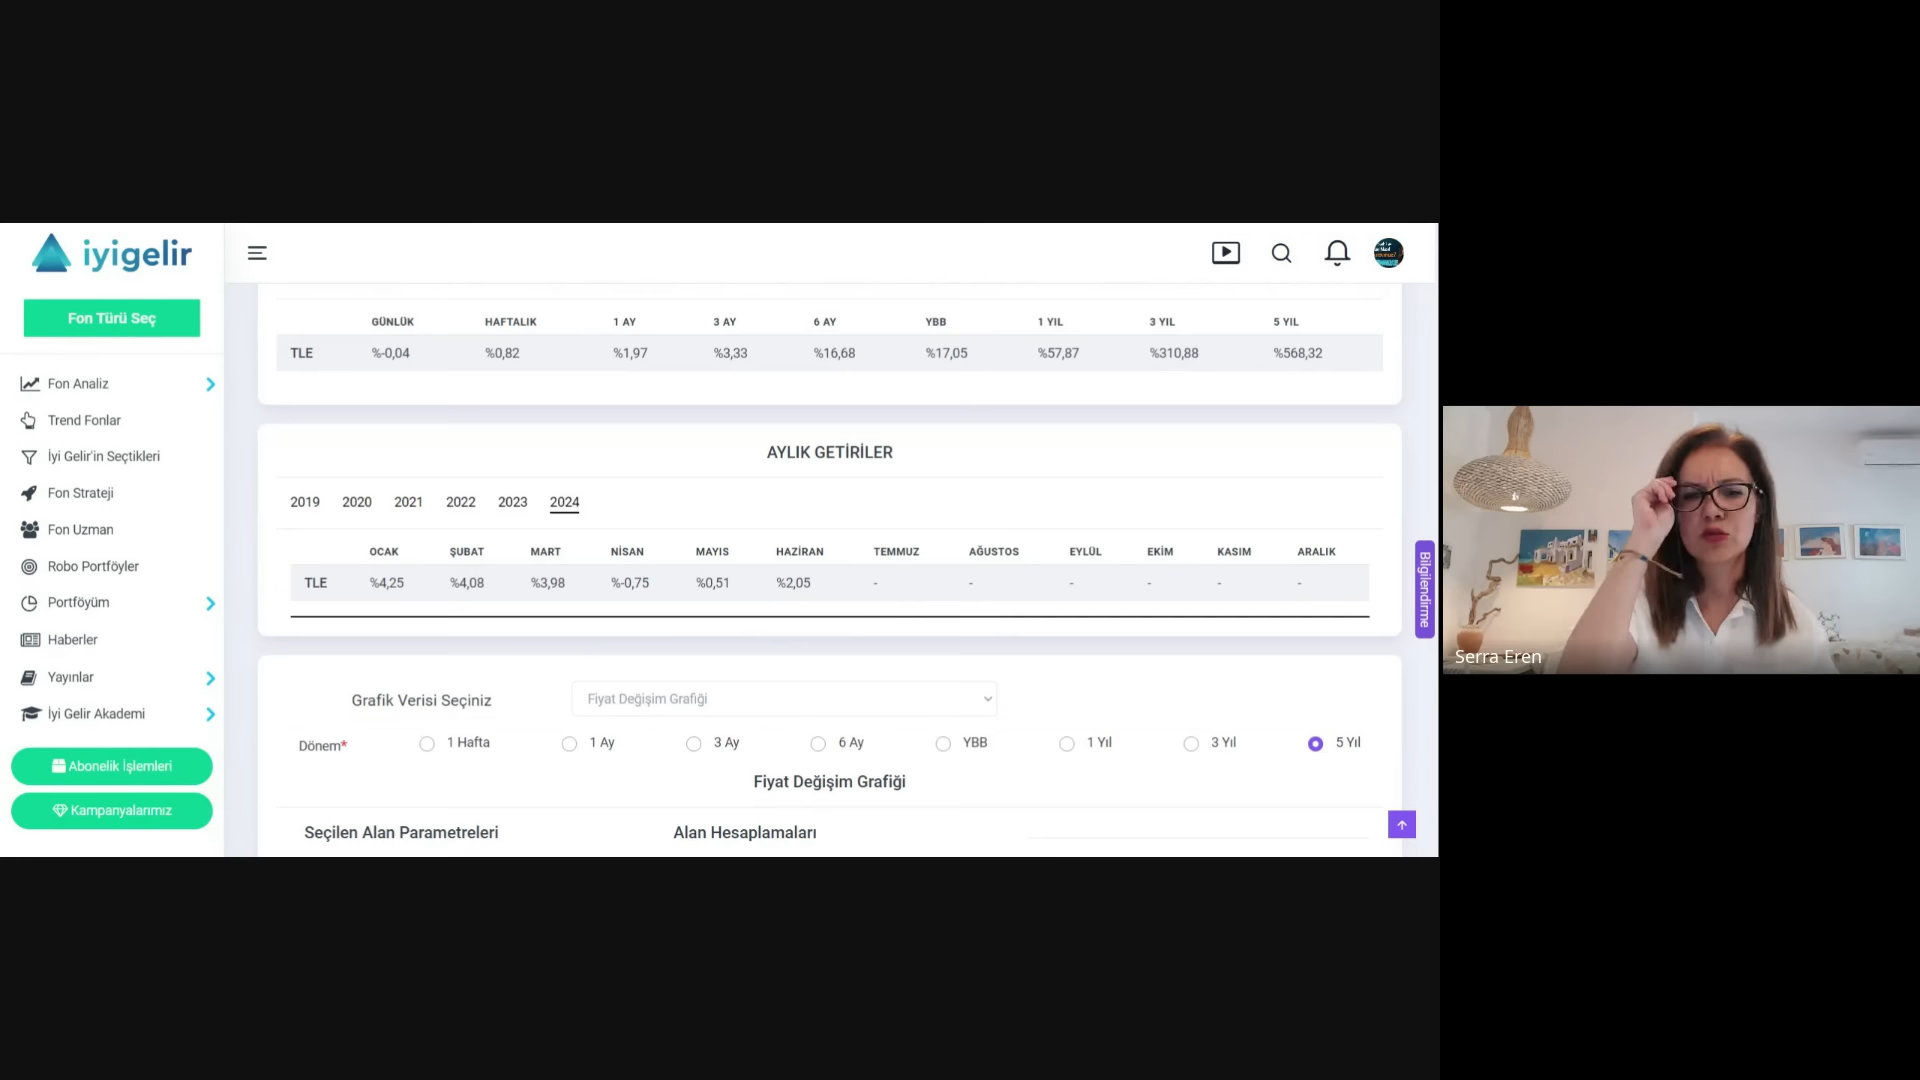 iyigelir
Fon Türü Seç
Fon Analiz
Trend Fonlar
İyi Gelir'in Seçtikleri
Fon Strateji
Fon Uzman
Robo Portföyler
Portföyüm
Haberler
Yayınlar
İyi Gelir Akademi
Abonelik İşlemleri
Kampanyalarımız
GÜNLÜK HAFTALIK 1 AY 3 AY 6 AY YBB 1 YIL 3 YIL 5 YIL
TLE %-0,04 %0,82 %1,97 %3,33 %16,68 %17,05 %57,87 %310,88 %568,32
AYLIK GETİRİLER
2019 2020 2021 2022 2023 2024
OCAK ŞUBAT MART NİSAN MAYIS HAZİRAN TEMMUZ AĞUSTOS EYLÜL EKİM KASIM ARALIK
TLE %4,25 %4,08 %3,98 %-0,75 %0,51 %2,05 - - - - - -
Grafik Verisi Seçiniz Fiyat Değişim Grafiği
Dönem* 1 Hafta 1 Ay 3 Ay 6 Ay YBB 1 Yıl 3 Yıl 5 Yıl
Fiyat Değişim Grafiği
Seçilen Alan Parametreleri Alan Hesaplamaları
Bilgilendirme
Serra Eren